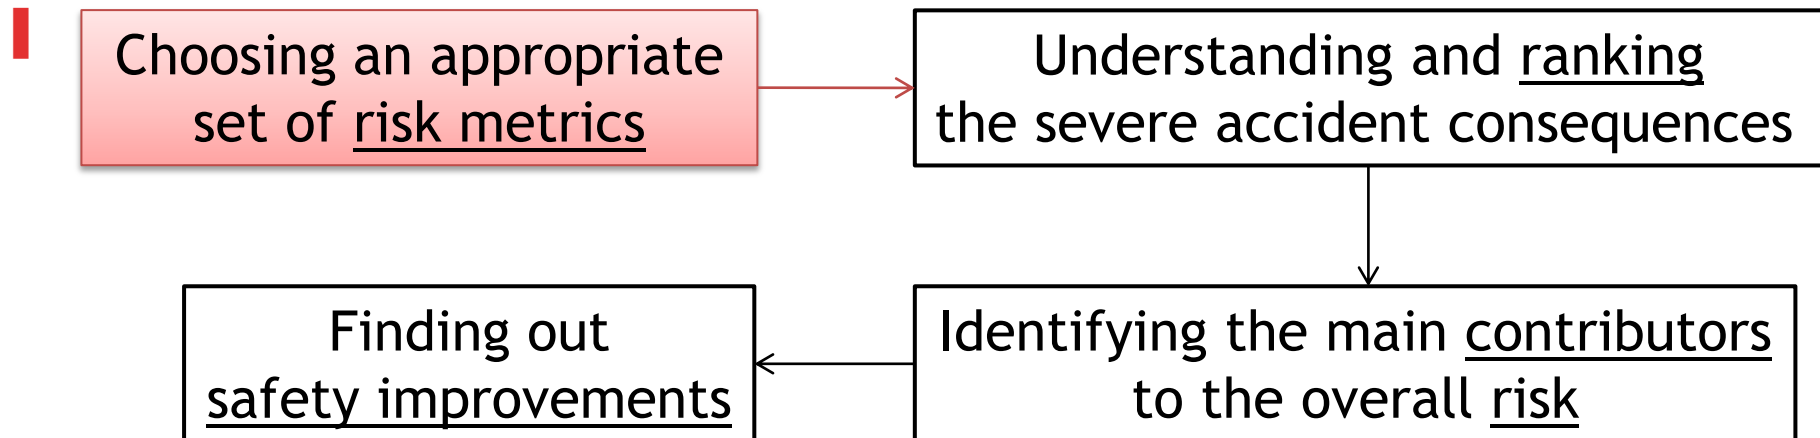 Choosing an appropriate
set of risk metrics
Understanding and ranking
the severe accident consequences
Identifying the main contributors
to the overall risk
Finding out
safety improvements